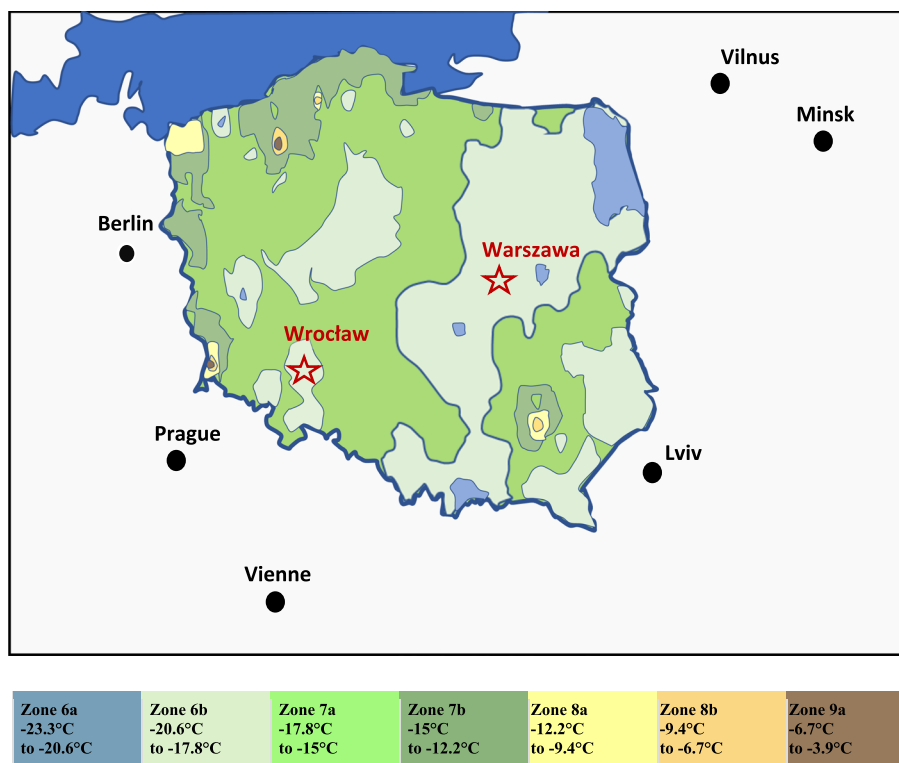 Vilnus
Minsk
Berlin
Warszawa
Wrocław
Prague
Lviv
Vienne
Zone 6a
-23.3°C
to -20.6°C
Zone 6b
-20.6°C
to -17.8°C
Zone 7a
-17.8°C
to -15°C
Zone 7b
-15°C
to -12.2°C
Zone 8a
-12.2°C
to -9.4°C
Zone 8b
-9.4°C
to -6.7°C
Zone 9a
-6.7°C
to -3.9°C